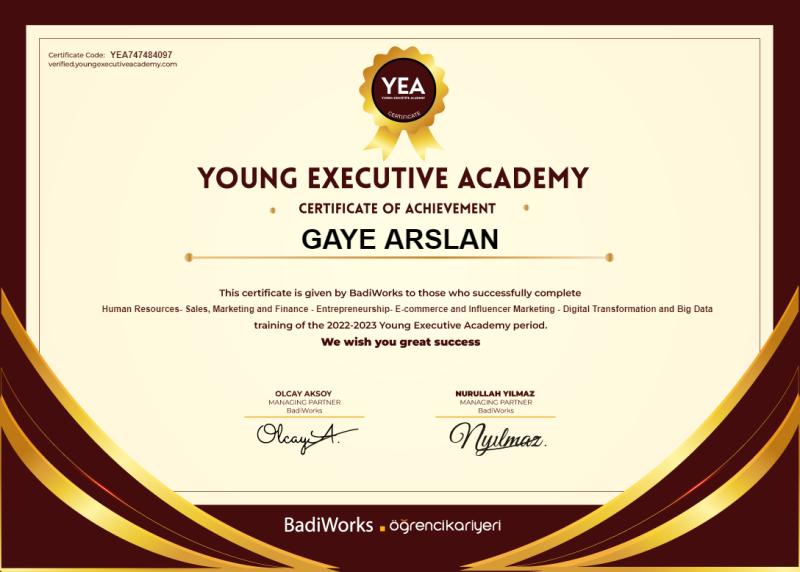 Certificate Code: YEA747484097
verified.youngexecutiveacademy.com
YEA
YOUNG EXECUTIVE ACADEMY
CERTIFICATE
YOUNG EXECUTIVE ACADEMY
CERTIFICATE OF ACHIEVEMENT
GAYE ARSLAN
This certificate is given by BadiWorks to those who successfully complete
Human Resources- Sales, Marketing and Finance - Entrepreneurship- E-commerce and Influencer Marketing - Digital Transformation and Big Data
training of the 2022-2023 Young Executive Academy period.
We wish you great success
OLCAY AKSOY
MANAGING PARTNER
BadiWorks
OlcayA.
NURULLAH YILMAZ
MANAGING PARTNER
BadiWorks
Nyılmaz.
BadiWorks öğrencikariyeri